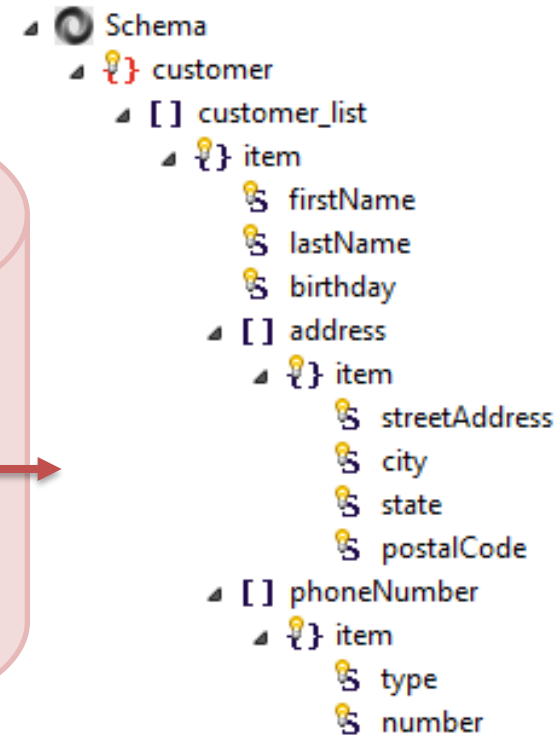 Schema
{} customer
[ ] customer_list
{} item
S firstName
S lastName
S birthday
[ ] address
{} item
S streetAddress
S city
S state
S postalCode
[ ] phoneNumber
{} item
S type
S number